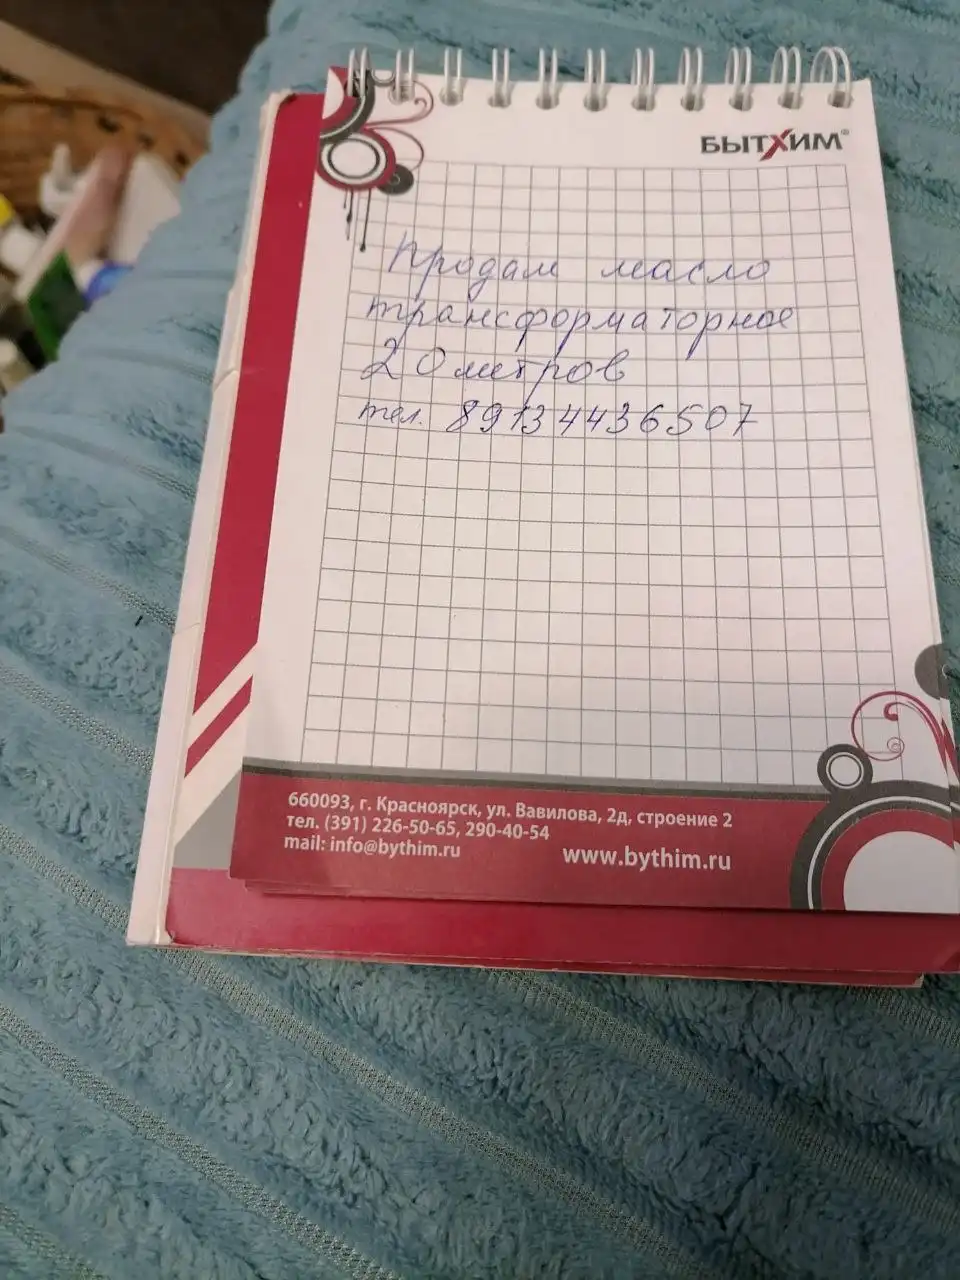 БЫТХИМ®
Продам масло
трансформаторное
20 метров
тел. 89134436507
660093, г. Красноярск, ул. Вавилова, 2д, строение 2
тел. (391) 226-50-65, 290-40-54
mail: info@bythim.ru
www.bythim.ru